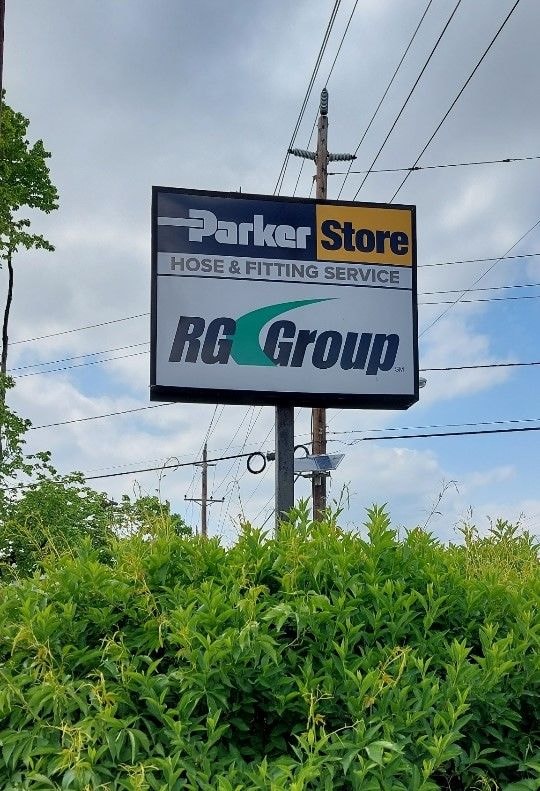 Parker Store
HOSE & FITTING SERVICE
RG Group
SM